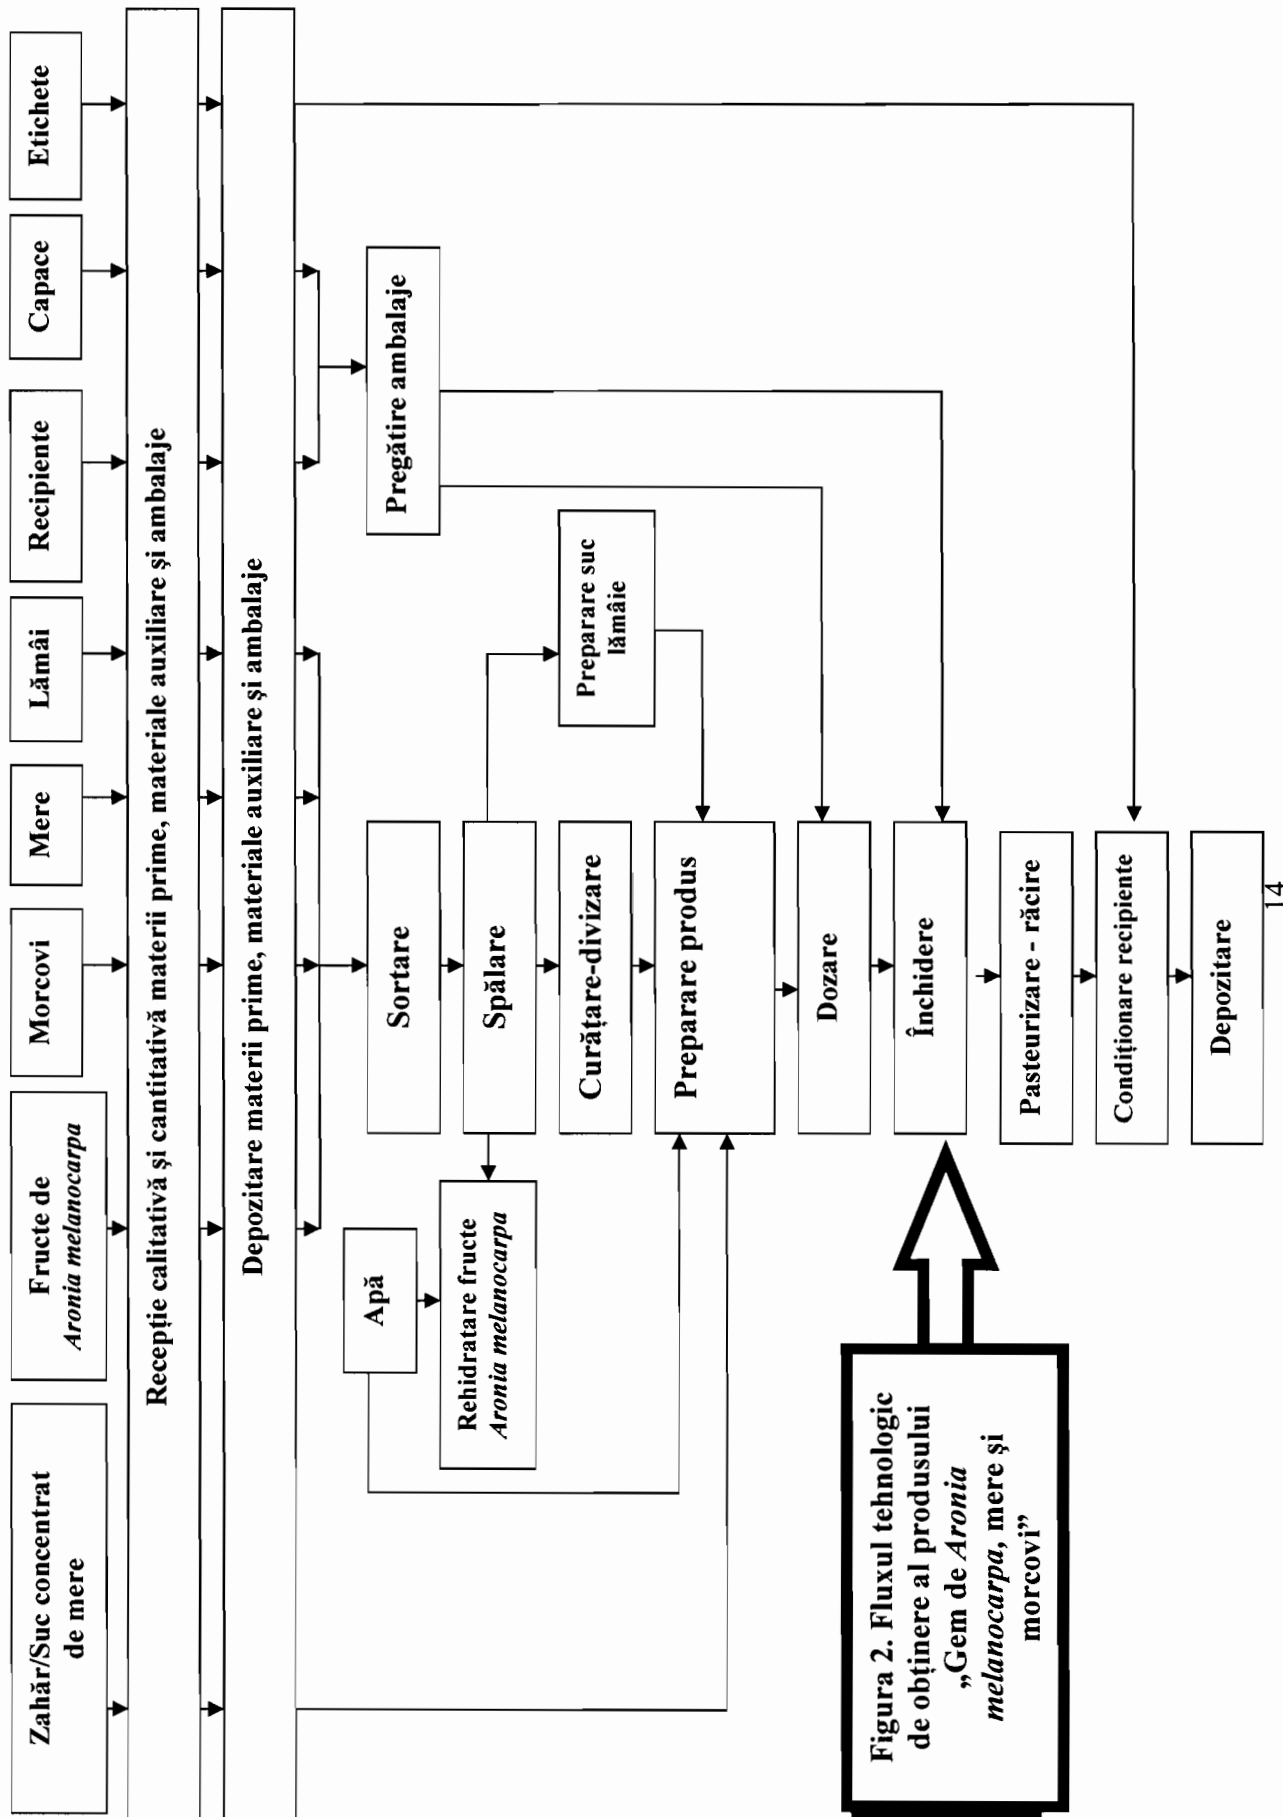 Zahăr/Suc concentrat
de mere
Fructe de
Aronia melanocarpa
Morcovi
Mere
Lămâi
Recipiente
Capace
Etichete
Recepție calitativă și cantitativă materii prime, materiale auxiliare și ambalaje
Depozitare materii prime, materiale auxiliare și ambalaje
Apă
Sortare
Pregătire ambalaje
Rehidratare fructe
Aronia melanocarpa
Spălare
Curățare-divizare
Preparare suc
lămâie
Preparare produs
Dozare
Închidere
Pasteurizare - răcire
Condiționare recipiente
Depozitare
Figura 2. Fluxul tehnologic
de obținere al produsului
„Gem de Aronia
melanocarpa, mere și
morcovi”
14